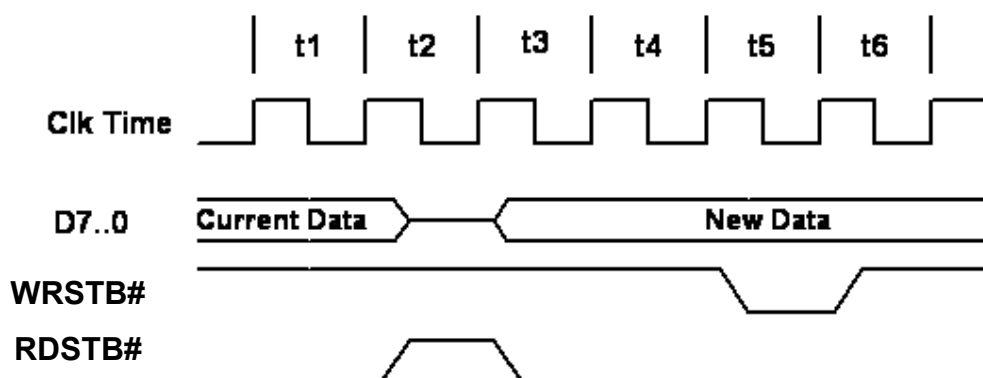 t1 t2 t3 t4 t5 t6
Clk Time
D7..0 Current Data New Data
WRSTB#
RDSTB#